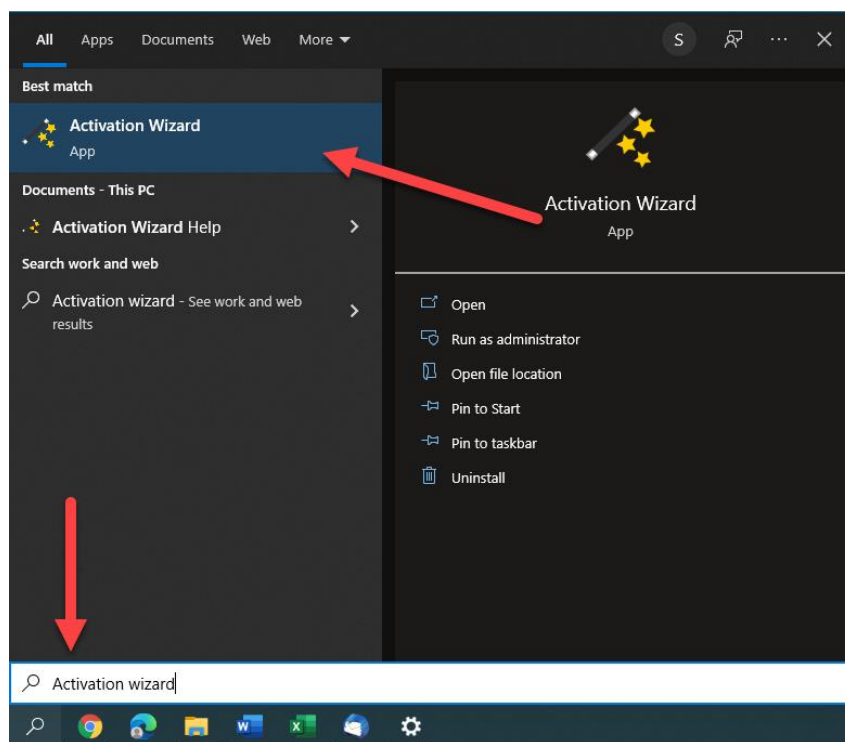 All Apps Documents Web More
S
Best match
Activation Wizard
App
Documents - This PC
Activation Wizard Help
Search work and web
Activation wizard - See work and web
results
Activation Wizard
App
Open
Run as administrator
Open file location
Pin to Start
Pin to taskbar
Uninstall
Activation wizard